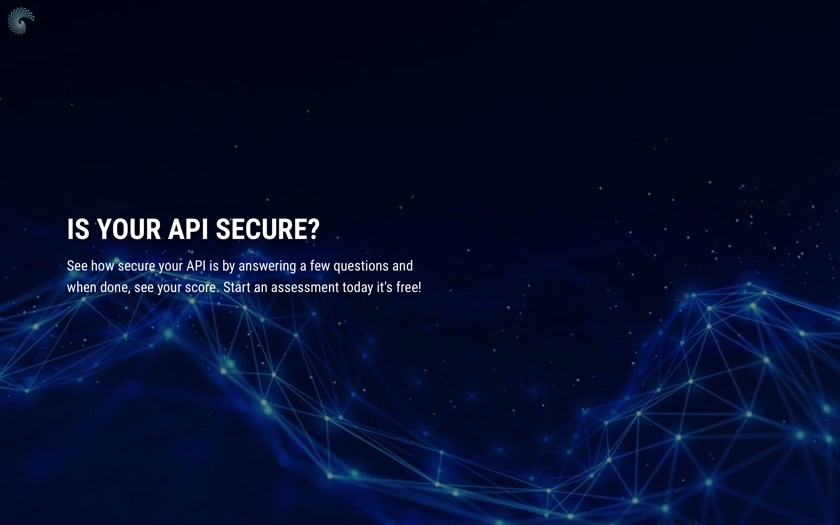 IS YOUR API SECURE?
See how secure your API is by answering a few questions and
when done, see your score. Start an assessment today it's free!